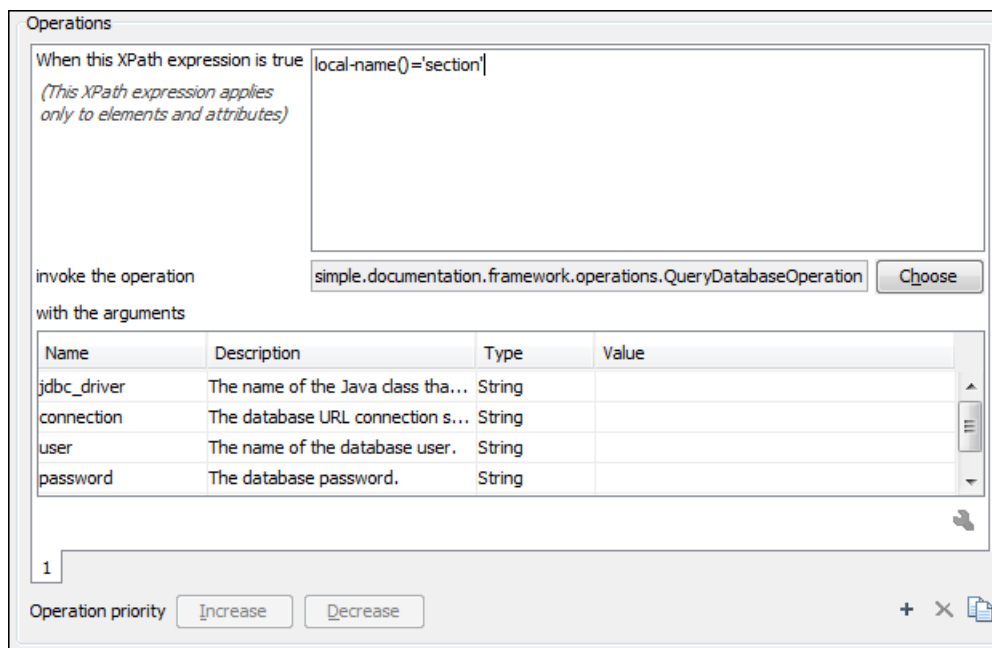 Operations
When this XPath expression is true local-name()='section'
(This XPath expression applies
only to elements and attributes)
invoke the operation simple.documentation.framework.operations.QueryDatabaseOperation Choose
with the arguments
Name Description Type Value
jdbc_driver The name of the Java class tha... String
connection The database URL connection s... String
user The name of the database user. String
password The database password. String
1
Operation priority Increase Decrease